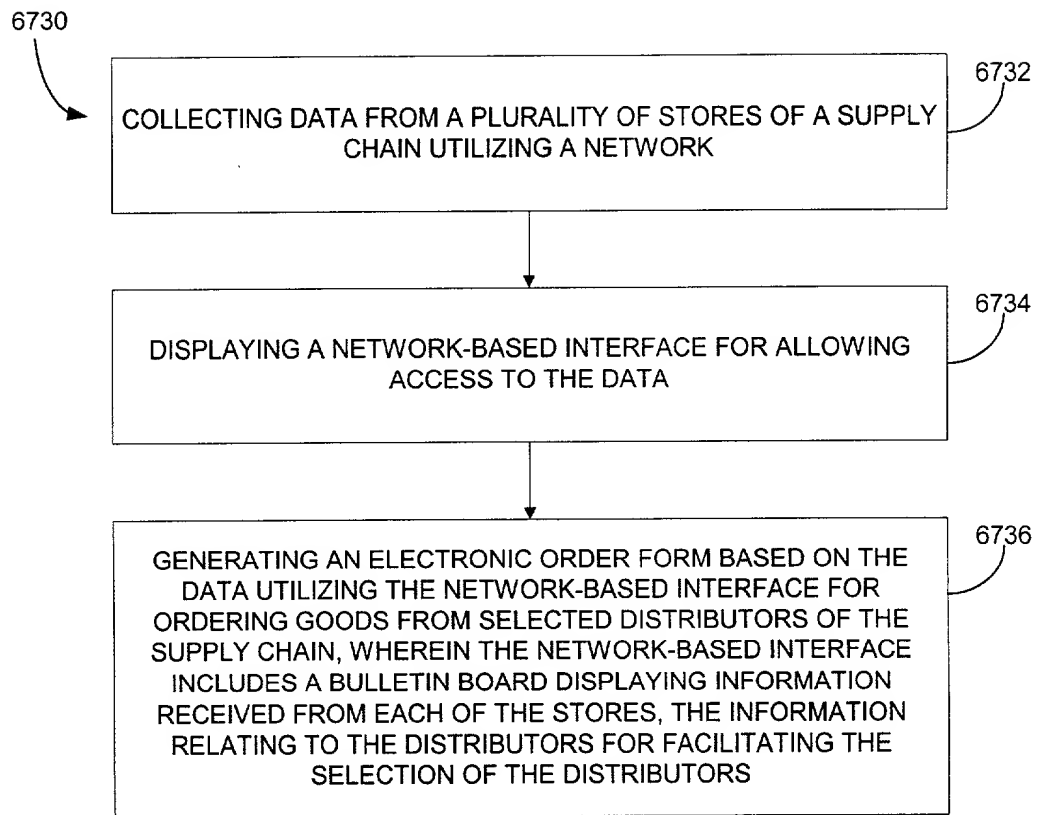 6730
6732
COLLECTING DATA FROM A PLURALITY OF STORES OF A SUPPLY
CHAIN UTILIZING A NETWORK
6734
DISPLAYING A NETWORK-BASED INTERFACE FOR ALLOWING
ACCESS TO THE DATA
6736
GENERATING AN ELECTRONIC ORDER FORM BASED ON THE
DATA UTILIZING THE NETWORK-BASED INTERFACE FOR
ORDERING GOODS FROM SELECTED DISTRIBUTORS OF THE
SUPPLY CHAIN, WHEREIN THE NETWORK-BASED INTERFACE
INCLUDES A BULLETIN BOARD DISPLAYING INFORMATION
RECEIVED FROM EACH OF THE STORES, THE INFORMATION
RELATING TO THE DISTRIBUTORS FOR FACILITATING THE
SELECTION OF THE DISTRIBUTORS